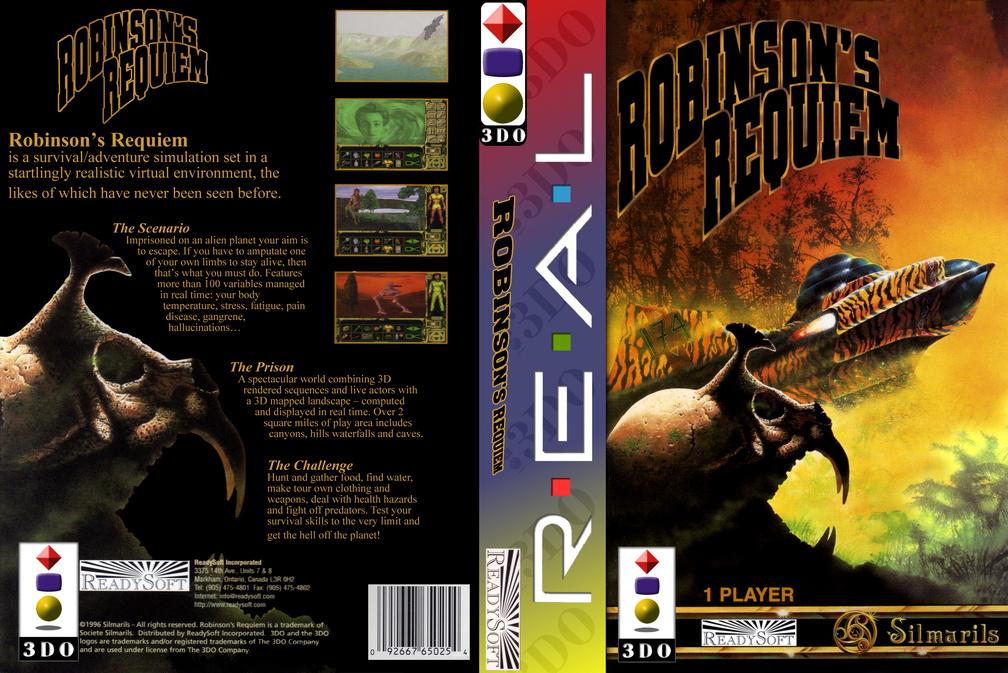 ROBINSON'S
REQUIEM
Robinson's Requiem
is a survival/adventure simulation set in a
startlingly realistic virtual environment, the
likes of which have never been seen before.
The Scenario
Imprisoned on an alien planet your aim is
to escape. If you have to amputate one
of your own limbs to stay alive, then
that's what you must do. Features
more than 100 variables managed
in real time: your body
temperature, stress, fatigue, pain
disease, gangrene,
hallucinations…
The Prison
A spectacular world combining 3D
rendered sequences and live actors with
a 3D mapped landscape – computed
and displayed in real time. Over 2
square miles of play area includes
canyons, hills waterfalls and caves.
The Challenge
Hunt and gather food, find water,
make tour own clothing and
weapons, deal with health hazards
and fight off predators. Test your
survival skills to the very limit and
get the hell off the planet!
3DO
READYSOFT
ReadySoft Incorporated
3375 14th Ave. Units 7 & 8
Markham, Ontario, Canada L3R 0H2
Tel: (905) 475-4801 Fax: (905) 475-4802
Internet: info@readysoft.com
http://www.readysoft.com
©1996 Silmarils - All rights reserved. Robinson's Requiem is a trademark of
Societe Silmarils. Distributed by ReadySoft Incorporated. 3DO and the 3DO
logos are trademarks and/or registered trademarks of The 3DO Company
and are used under license from The 3DO Company.
0 92667 65025 4
3DO
ROBINSON'S REQUIEM
R·E·A·L
READYSOFT
ROBINSON'S
REQUIEM
174
1 PLAYER
3DO
READYSOFT
Silmarils